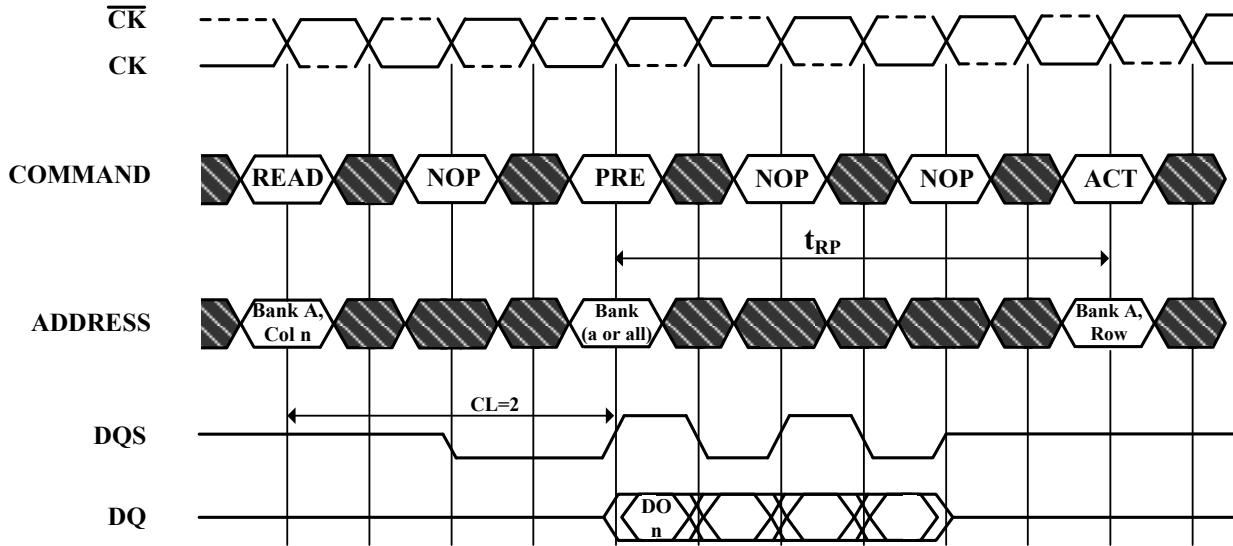 CK
CK
COMMAND
READ
NOP
PRE
NOP
NOP
ACT
tRP
ADDRESS
Bank A,
Col n
Bank
(a or all)
Bank A,
Row
CL=2
DQS
DQ
DO
n